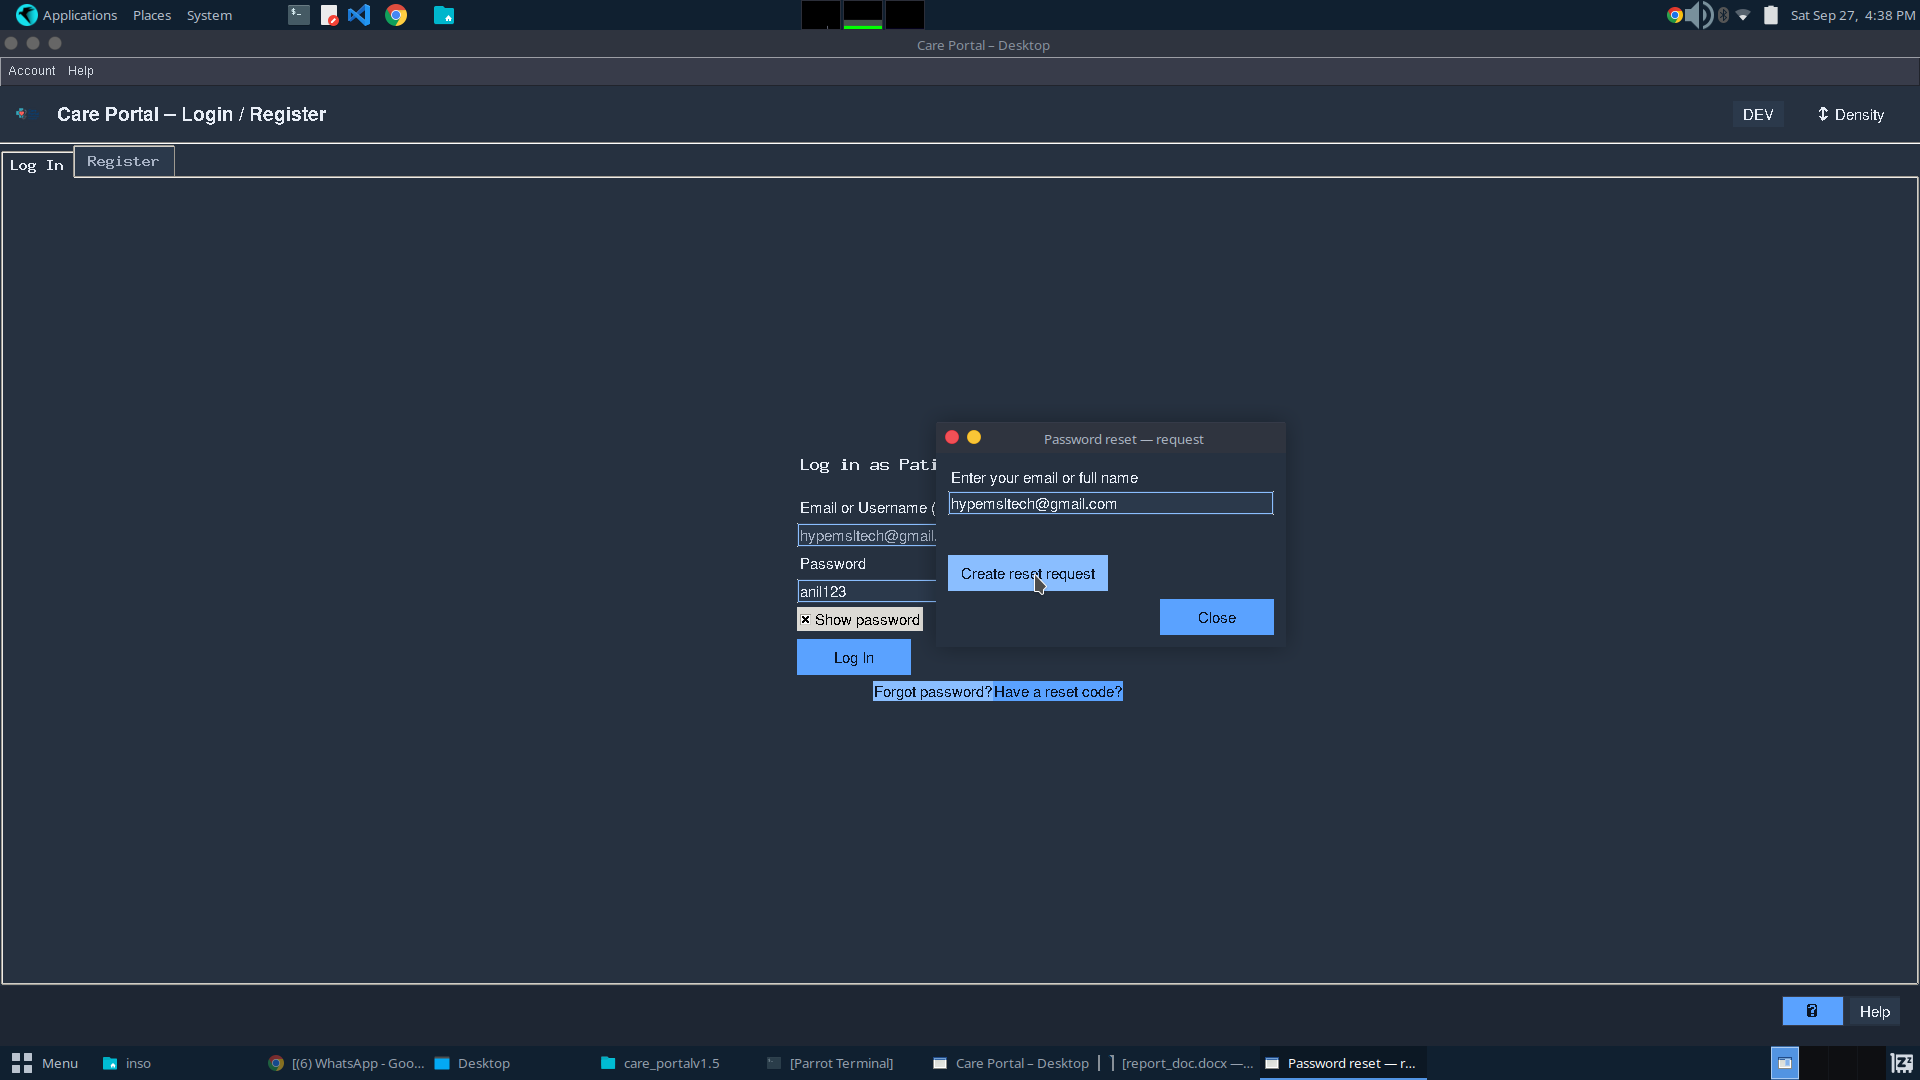 Applications Places System
Sat Sep 27, 4:38 PM
Care Portal – Desktop
Account Help
Care Portal – Login / Register
DEV
Density
Log In
Register
Password reset — request
Enter your email or full name
hypemsltech@gmail.com
Create reset request
Close
Log in as Pati
Email or Username (
hypemsltech@gmail.
Password
anil123
Show password
Log In
Forgot password? Have a reset code?
Help
Menu
inso
[(6) WhatsApp - Goo...
Desktop
care_portalv1.5
[Parrot Terminal]
Care Portal – Desktop
[report_doc.docx —...
Password reset — r...